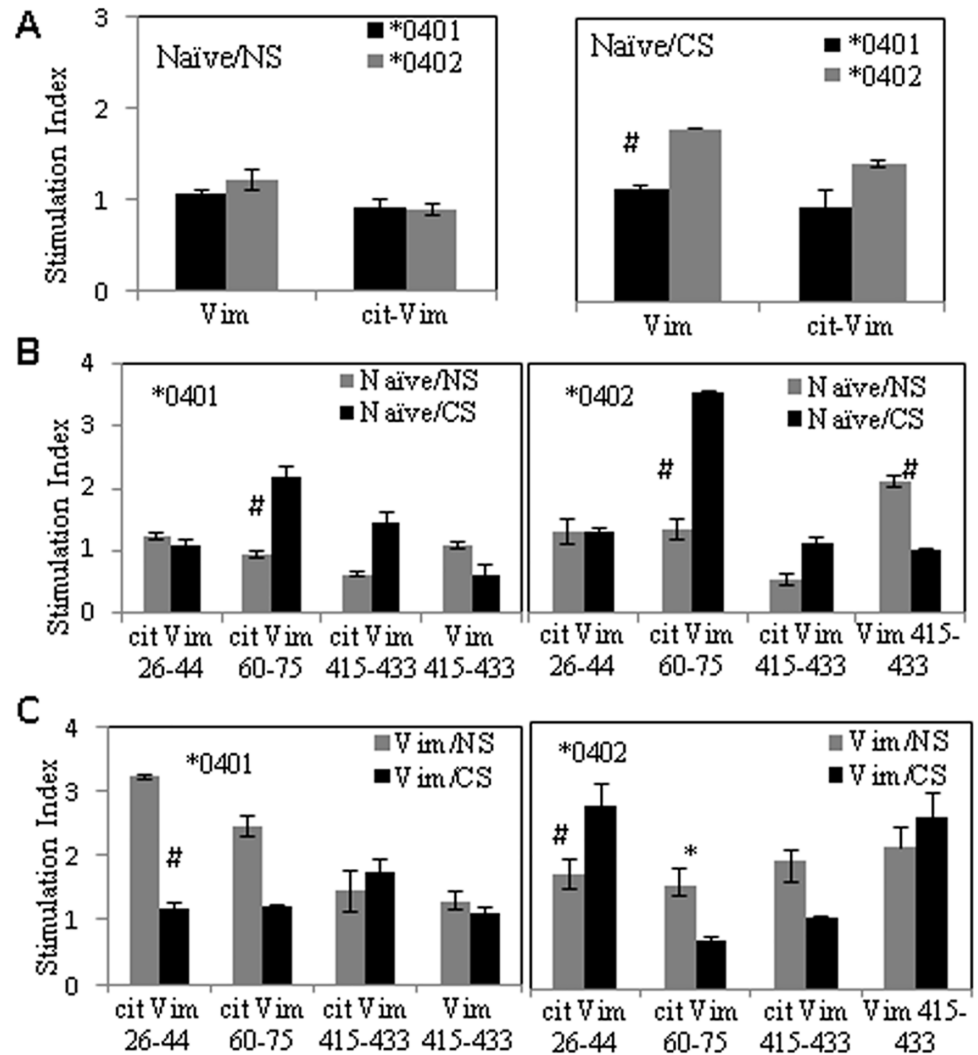 A
3
2
1
0
Stimulation Index
Naïve/NS
*0401
*0402
Vim
cit-Vim
Naïve/CS
*0401
*0402
#
Vim
cit-Vim
B
4
3
2
1
0
Stimulation Index
*0401
Naïve/NS
Naïve/CS
#
cit Vim
26-44
cit Vim
60-75
cit Vim
415-433
Vim
415-433
*0402
Naïve/NS
Naïve/CS
#
#
cit Vim
26-44
cit Vim
60-75
cit Vim
415-433
Vim 415-
433
C
4
3
2
1
0
Stimulation Index
*0401
Vim/NS
Vim/CS
#
cit Vim
26-44
cit Vim
60-75
cit Vim
415-433
Vim
415-433
*0402
Vim/NS
Vim/CS
#
*
cit Vim
26-44
cit Vim
60-75
cit Vim
415-433
Vim 415-
433